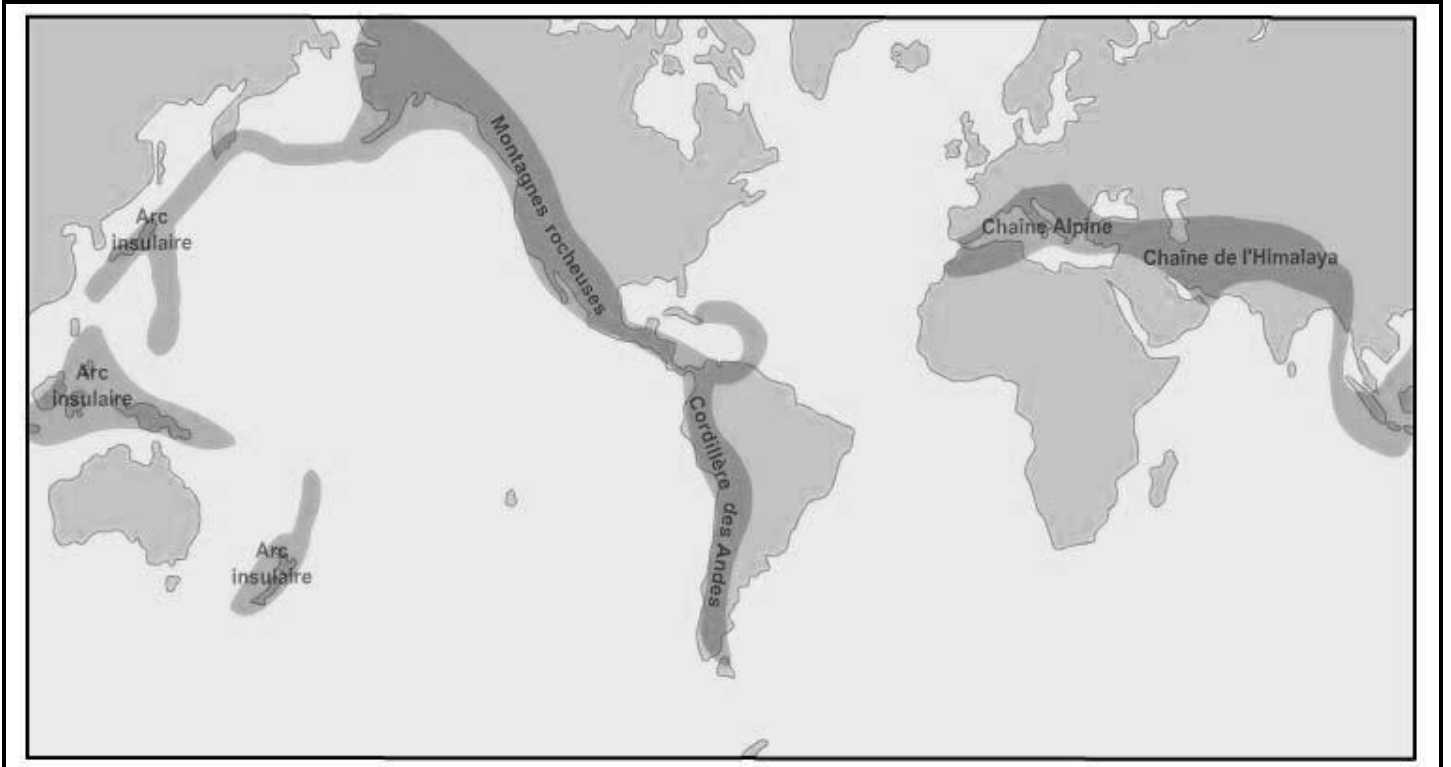 Montagnes rocheuses
Arc
insulaire
Chaîne Alpine
Chaîne de l'Himalaya
Arc
insulaire
Cordillère des Andes
Arc
insulaire